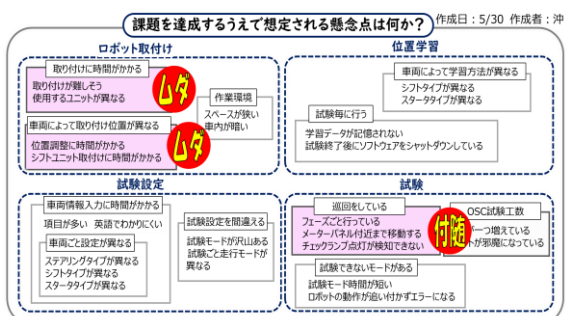 課題を達成するうえで想定される懸念点は何か？
作成日：5/30 作成者：沖
ロボット取付け
取り付けに時間がかかる
取り付けが難しそう
使用するユニットが異なる
ムダ
作業環境
スペースが狭い
車内が暗い
車両によって取り付け位置が異なる
位置調整に時間がかかる
シフトユニット取付けに時間がかかる
ムダ
位置学習
車両によって学習方法が異なる
シフトタイプが異なる
スタータタイプが異なる
試験毎に行う
学習データが記憶されない
試験終了後にソフトウェアをシャットダウンしている
試験設定
車両情報入力に時間がかかる
項目が多い 英語でわかりにくい
車両ごと設定が異なる
ステアリングタイプが異なる
シフトタイプが異なる
スタータタイプが異なる
試験設定を間違える
試験モードが沢山ある
試験ごと走行モードが
異なる
試験
巡回をしている
フェーズごと行っている
メーターパネル付近まで移動する
チェックランプ点灯が検知できない
付随
OSC試験工数
一つ増えている
が邪魔になっている
試験できないモードがある
試験モード時間が短い
ロボットの動作が追い付かずエラーになる